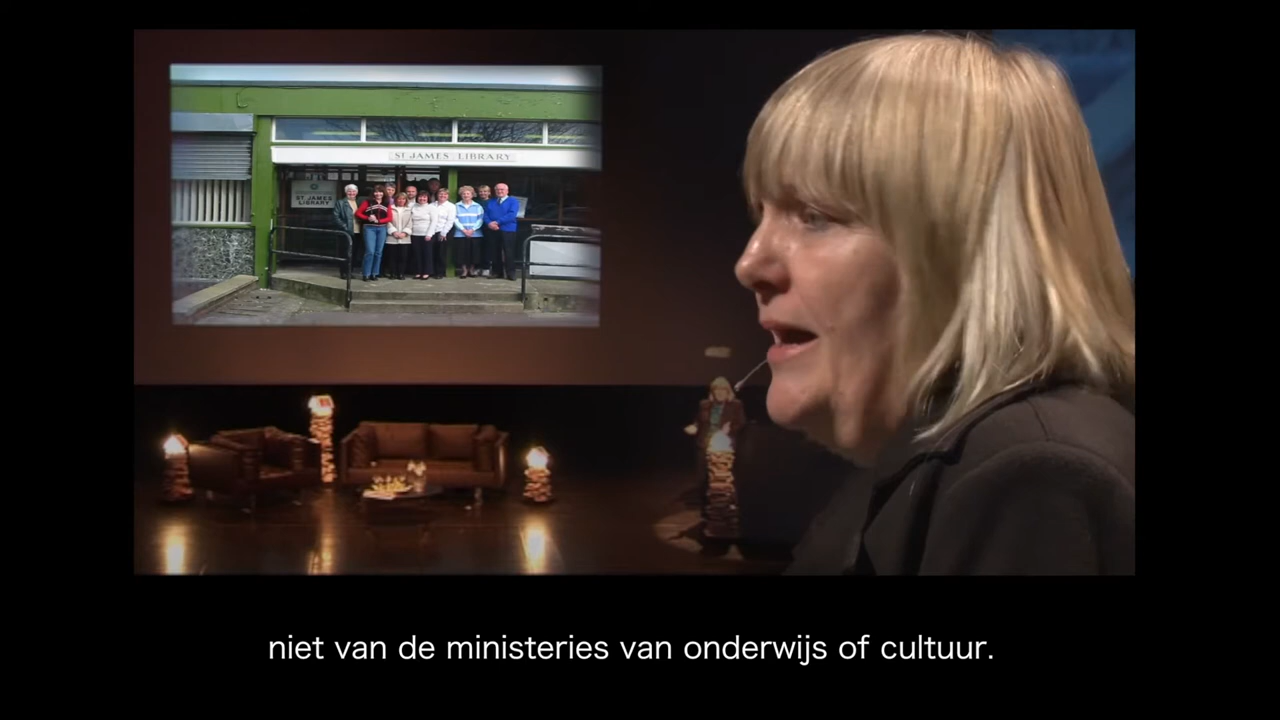 ST JAMES LIBRARY
ST. JAMES
LIBRARY
niet van de ministeries van onderwijs of cultuur.